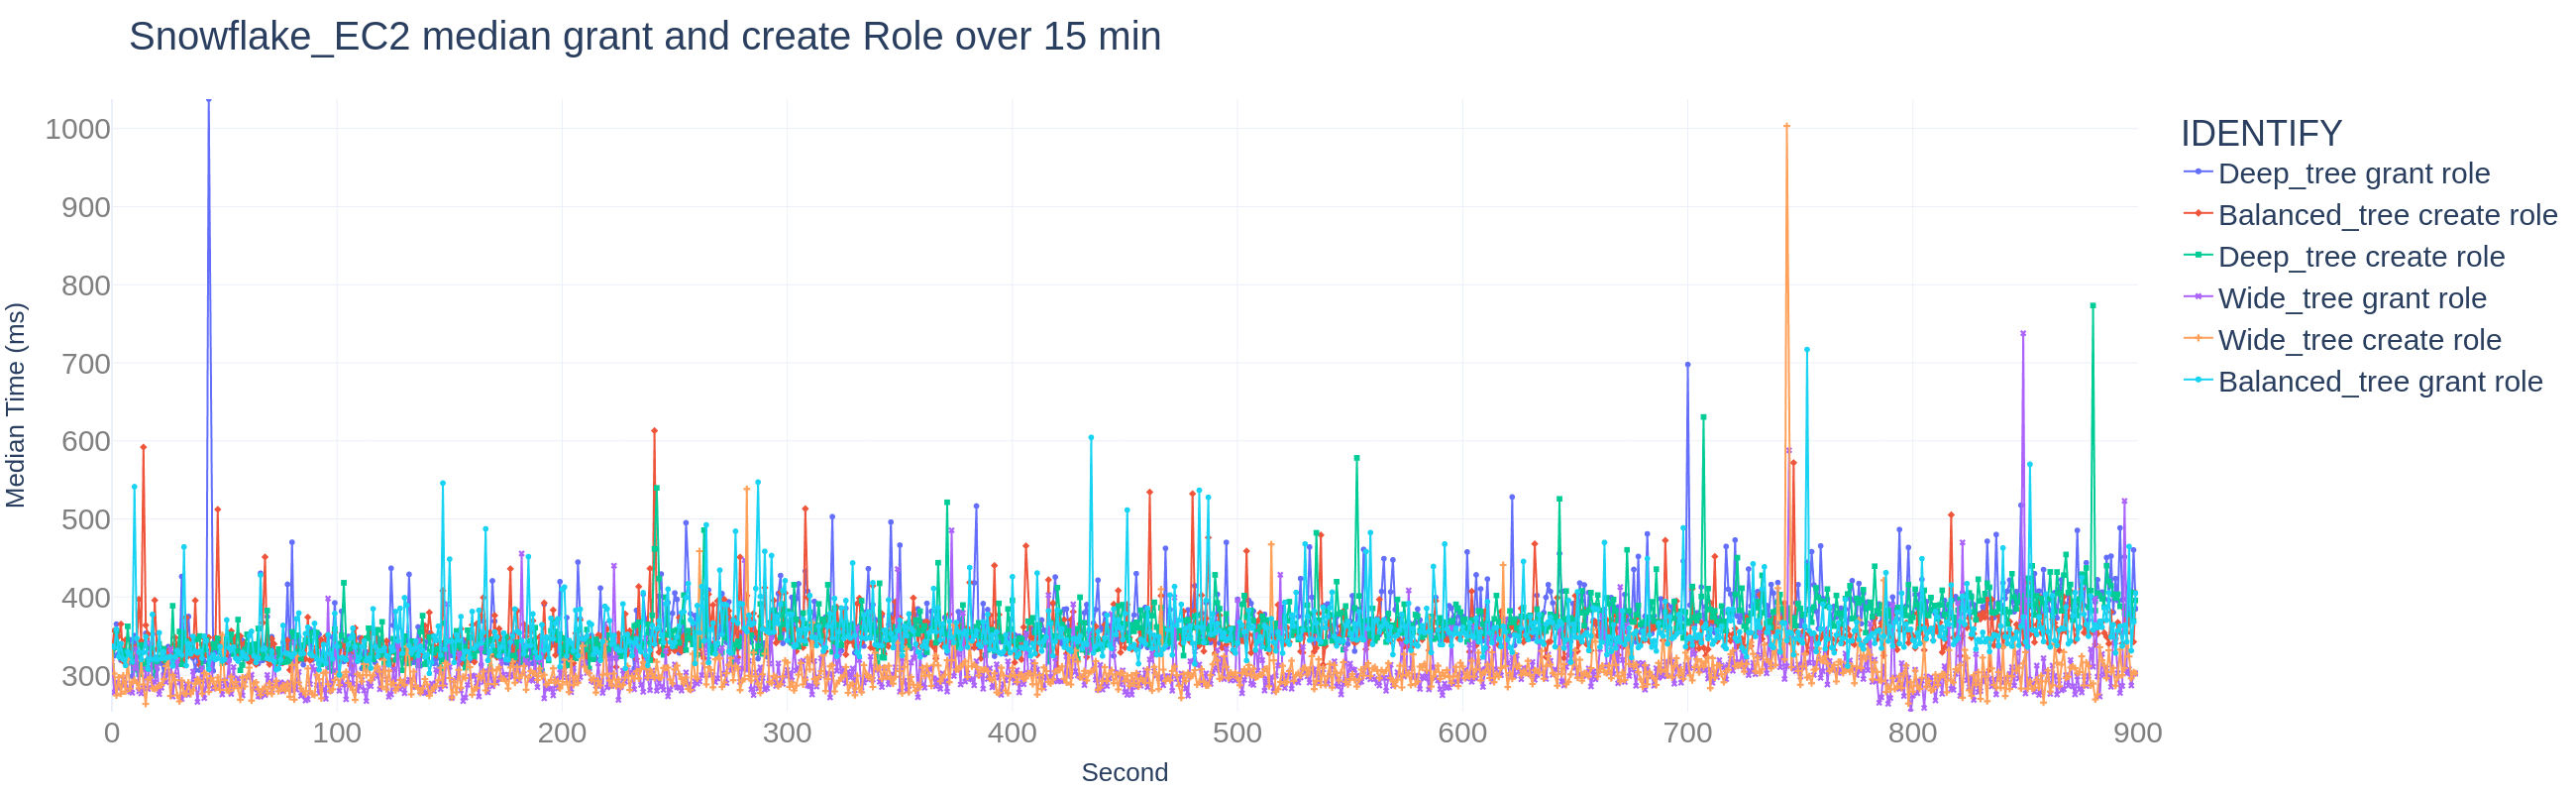 Snowflake_EC2 median grant and create Role over 15 min
1000
900
800
700
600
500
400
300
Median Time (ms)
0 100 200 300 400 500 600 700 800 900
Second
IDENTIFY
Deep_tree grant role
Balanced_tree create role
Deep_tree create role
Wide_tree grant role
Wide_tree create role
Balanced_tree grant role